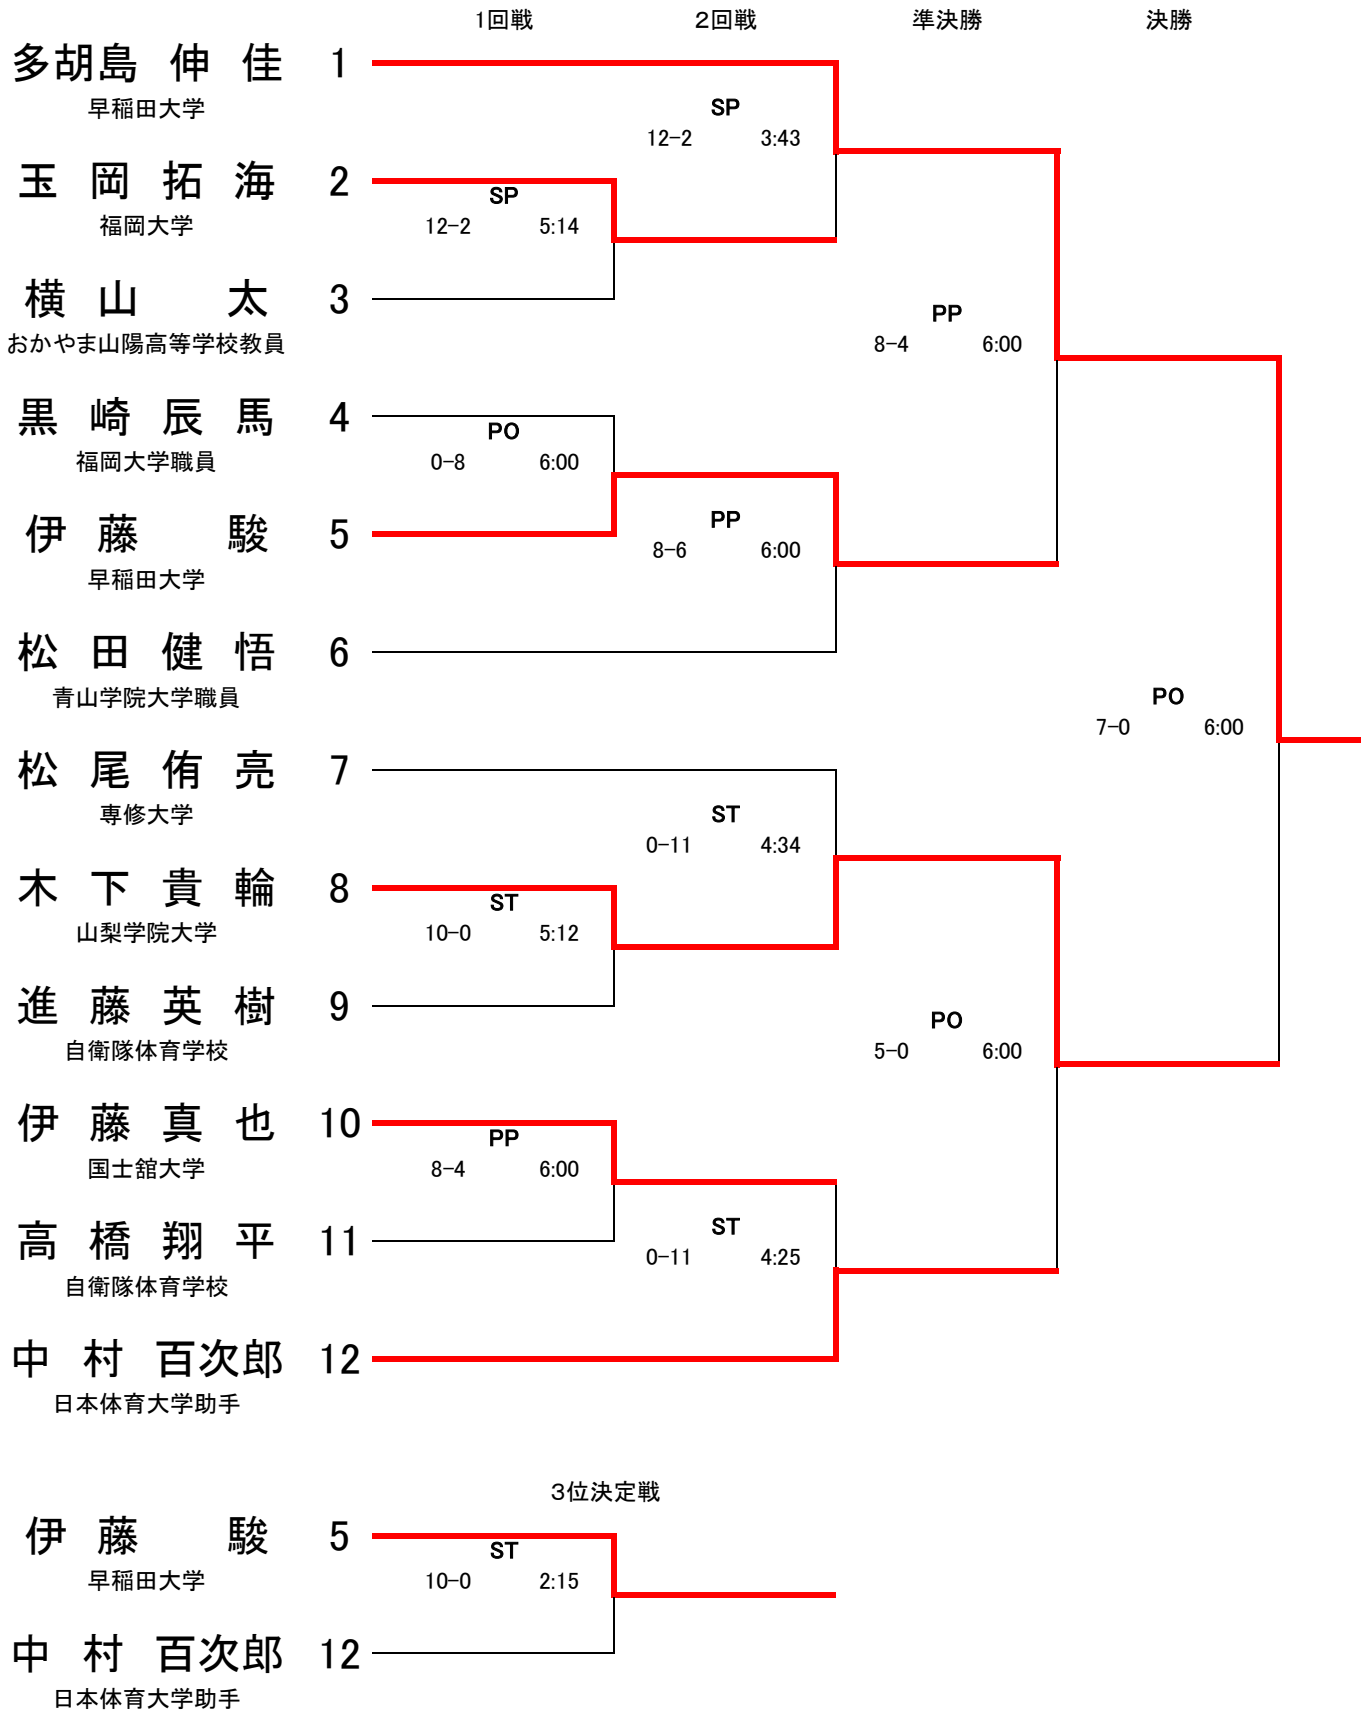 1回戦 2回戦 準決勝 決勝
多胡島 伸 佳 1
早稲田大学
SP
12-2 3:43
玉 岡 拓 海 2
福岡大学
SP
12-2 5:14
横 山 太 3
おかやま山陽高等学校教員
PP
8-4 6:00
黒 崎 辰 馬 4
福岡大学職員
PO
0-8 6:00
伊 藤 駿 5
早稲田大学
PP
8-6 6:00
松 田 健 悟 6
青山学院大学職員
PO
7-0 6:00
松 尾 侑 亮 7
専修大学
ST
0-11 4:34
木 下 貴 輪 8
山梨学院大学
ST
10-0 5:12
進 藤 英 樹 9
自衛隊体育学校
PO
5-0 6:00
伊 藤 真 也 10
国士舘大学
PP
8-4 6:00
高 橋 翔 平 11
自衛隊体育学校
ST
0-11 4:25
中 村 百次郎 12
日本体育大学助手
3位決定戦
伊 藤 駿 5
早稲田大学
ST
10-0 2:15
中 村 百次郎 12
日本体育大学助手